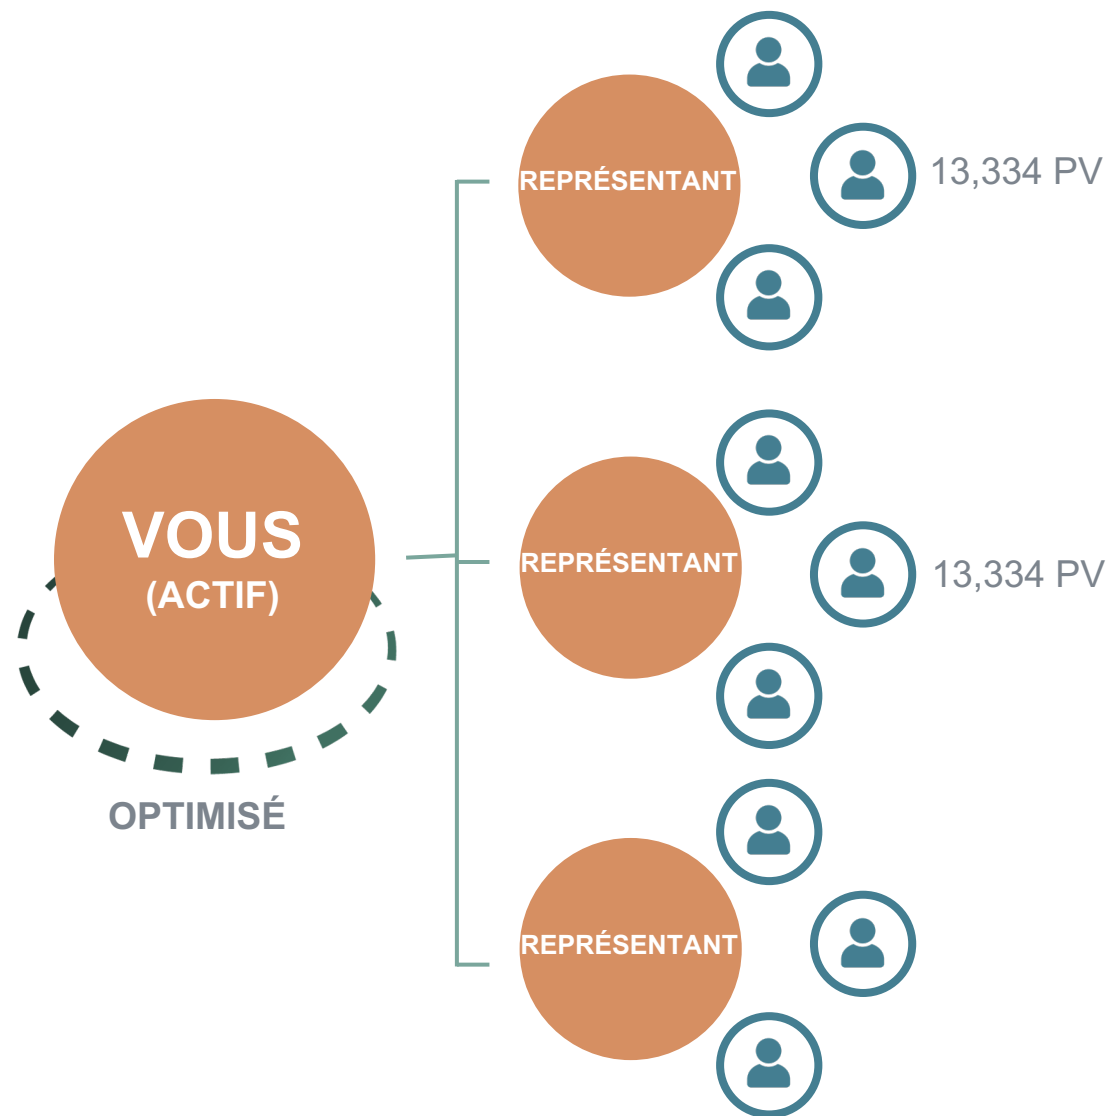 REPRÉSENTANT
13,334 PV
VOUS
(ACTIF)
REPRÉSENTANT
13,334 PV
OPTIMISÉ
REPRÉSENTANT